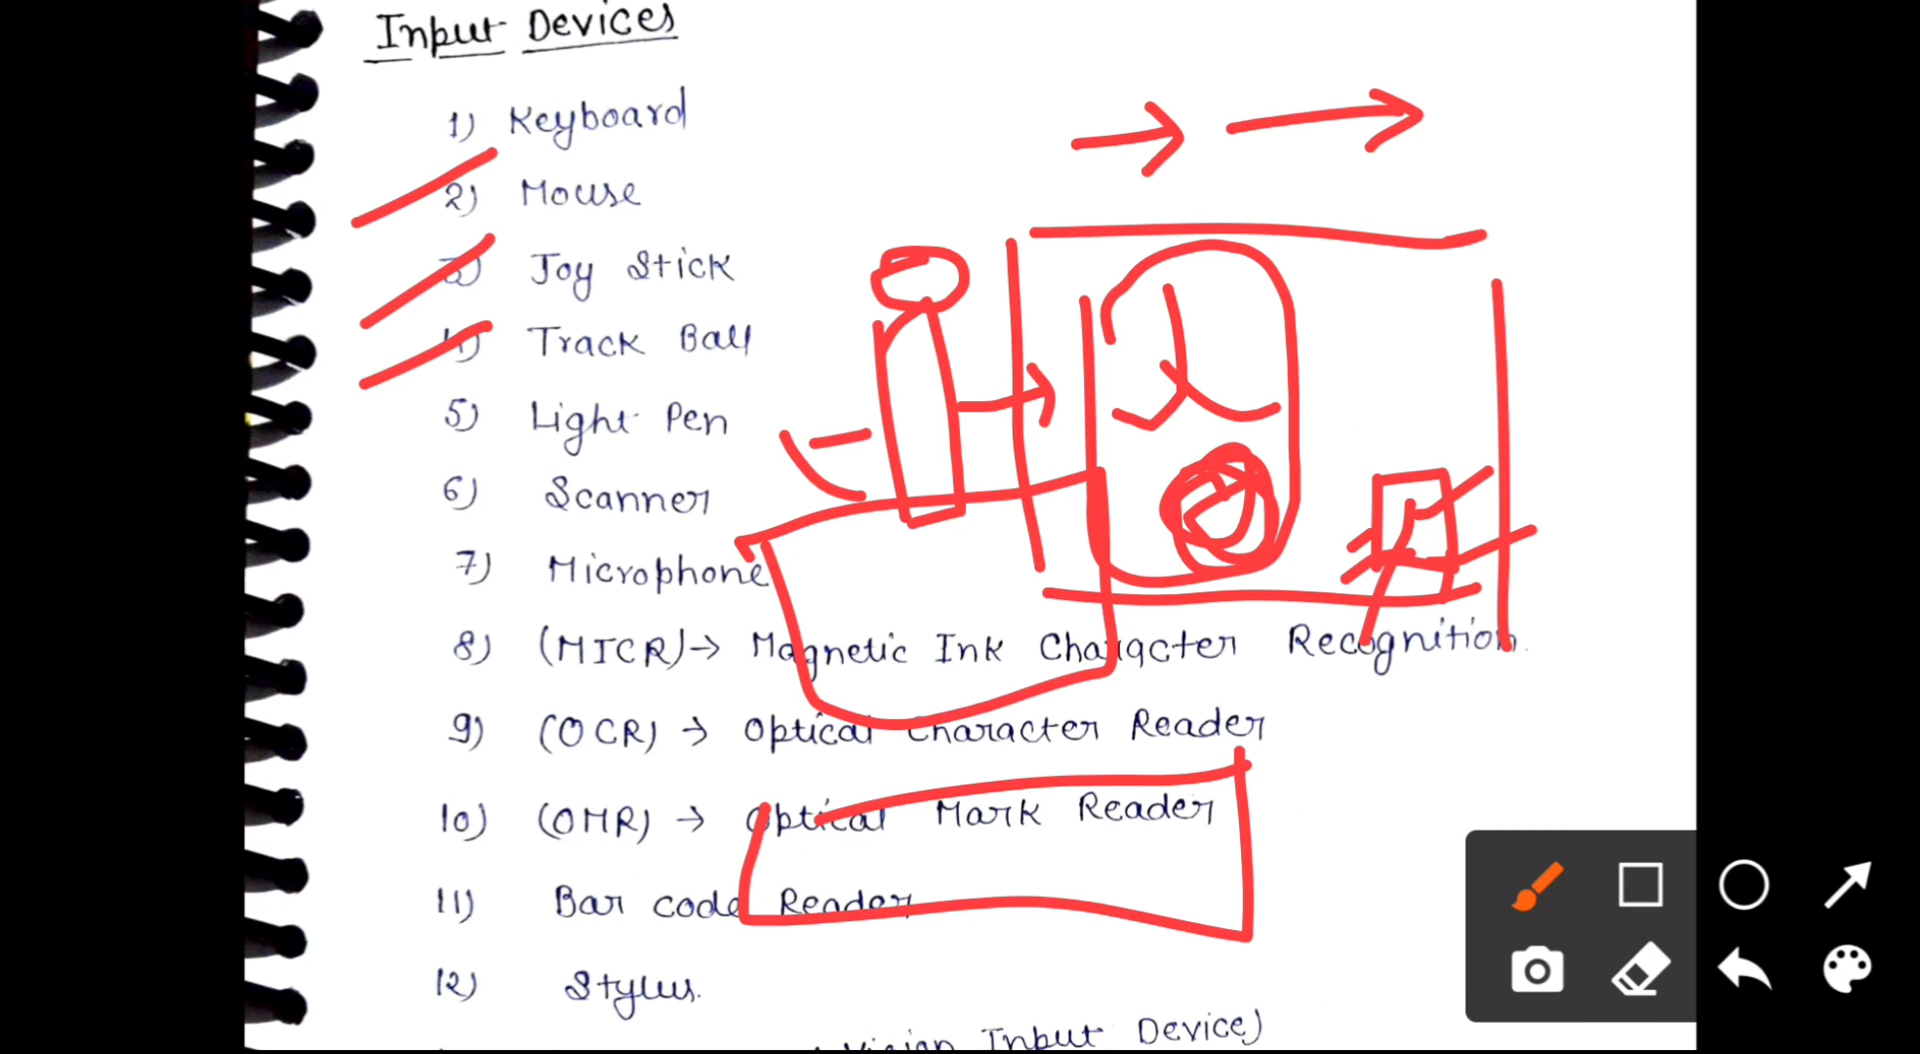 Input Devices
1) Keyboard
2) Mouse
3) Joy Stick
4) Track Ball
5) Light Pen
6) Scanner
7) Microphone
8) (MICR) → Magnetic Ink Character Recognition.
9) (OCR) → Optical Character Reader
10) (OMR) → Optical Mark Reader
11) Bar code Reader
12) Stylus.
Vision Input Device)